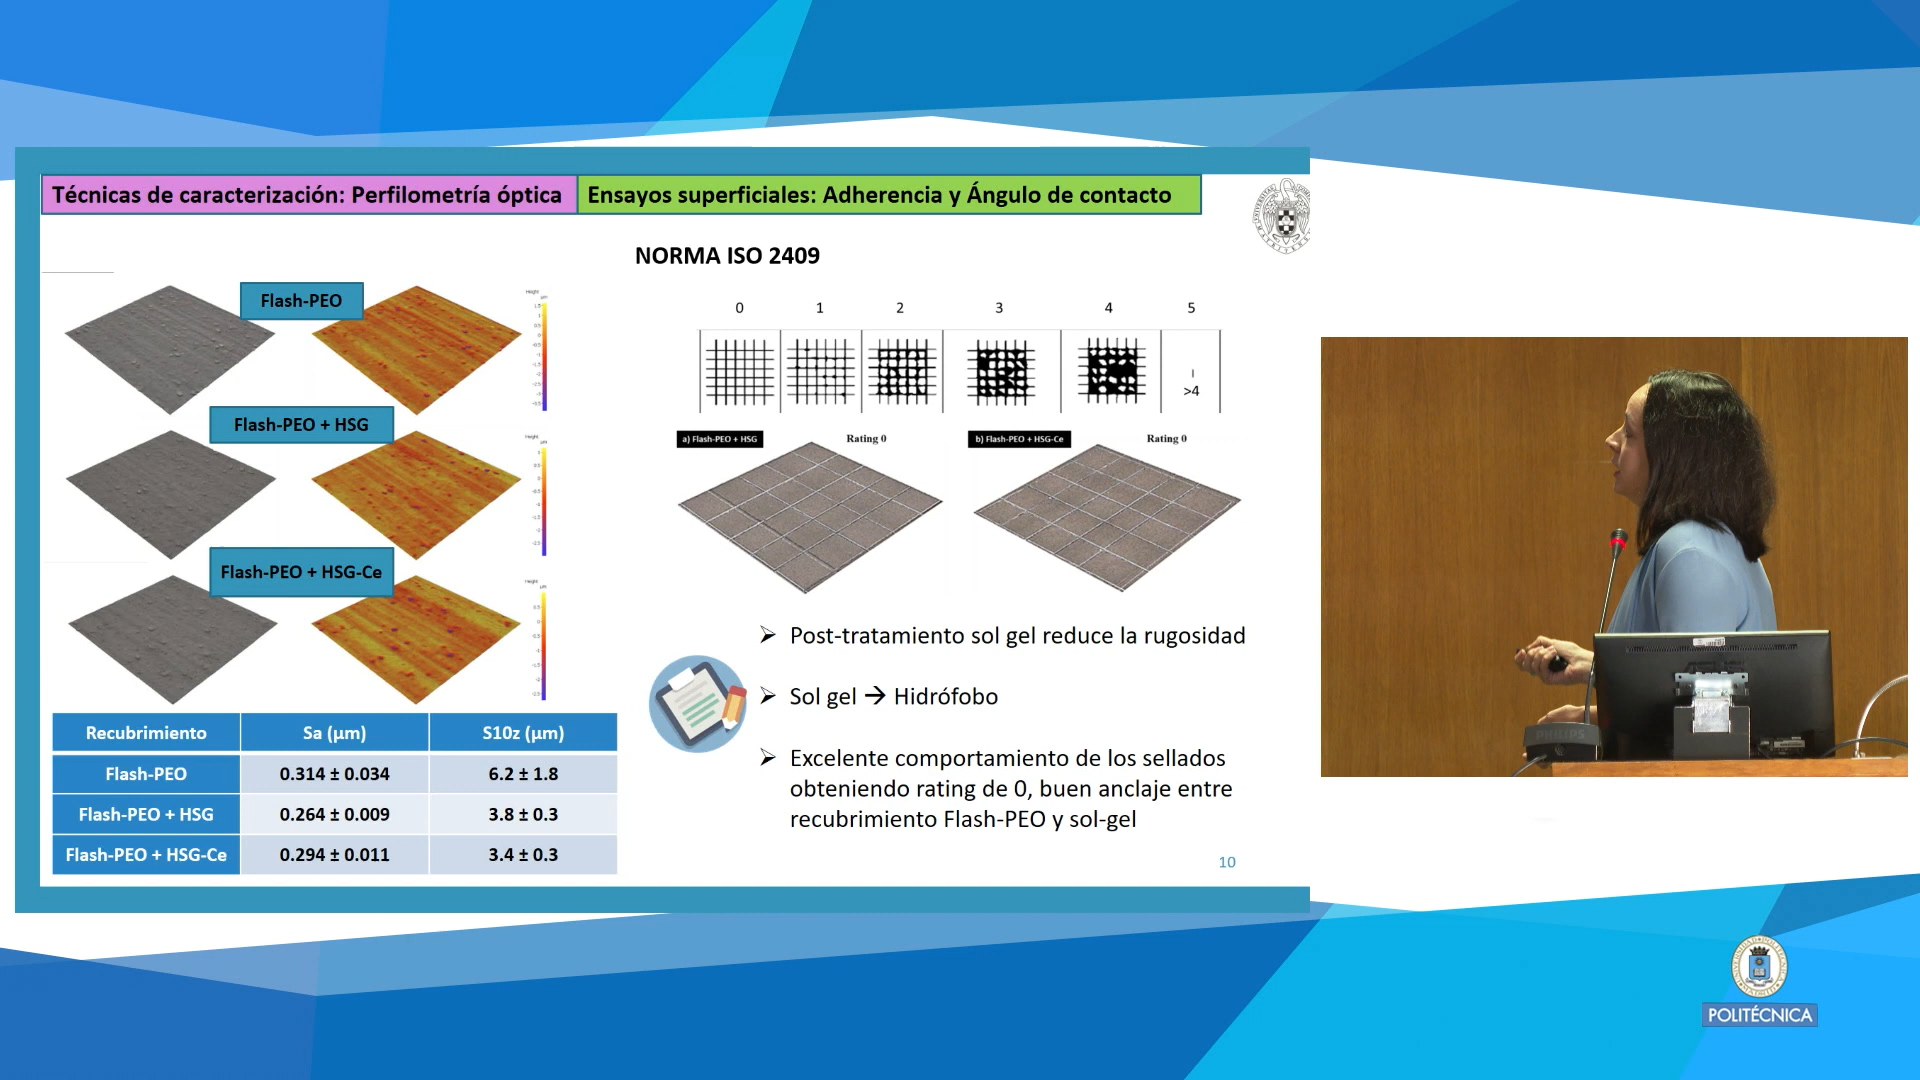 Técnicas de caracterización: Perfilometría óptica
Ensayos superficiales: Adherencia y Ángulo de contacto
NORMA ISO 2409
Flash-PEO
Flash-PEO + HSG
Flash-PEO + HSG-Ce
0 1 2 3 4 5
>4
a) Flash-PEO + HSG
Rating 0
b) Flash-PEO + HSG-Ce
Rating 0
Post-tratamiento sol gel reduce la rugosidad
Sol gel → Hidrófobo
Excelente comportamiento de los sellados
obteniendo rating de 0, buen anclaje entre
recubrimiento Flash-PEO y sol-gel
Recubrimiento Sa (µm) S10z (µm)
Flash-PEO 0.314 ± 0.034 6.2 ± 1.8
Flash-PEO + HSG 0.264 ± 0.009 3.8 ± 0.3
Flash-PEO + HSG-Ce 0.294 ± 0.011 3.4 ± 0.3
10
PHILIPS
POLITÉCNICA